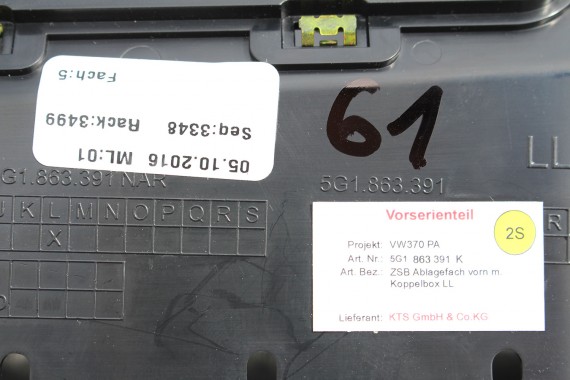 Fach:5
Seq:3348 Rack:3499
05.10.2016 ML:01
61
LL
G1.863.391 NAR
5G1.863.391
J K L M N O P Q R S
X
R
Vorserienteil
2S
Projekt: VW370 PA
Art. Nr.: 5G1 863 391 K
Art. Bez.: ZSB Ablagefach vorn m.
Koppelbox LL
Lieferant: KTS GmbH & Co.KG